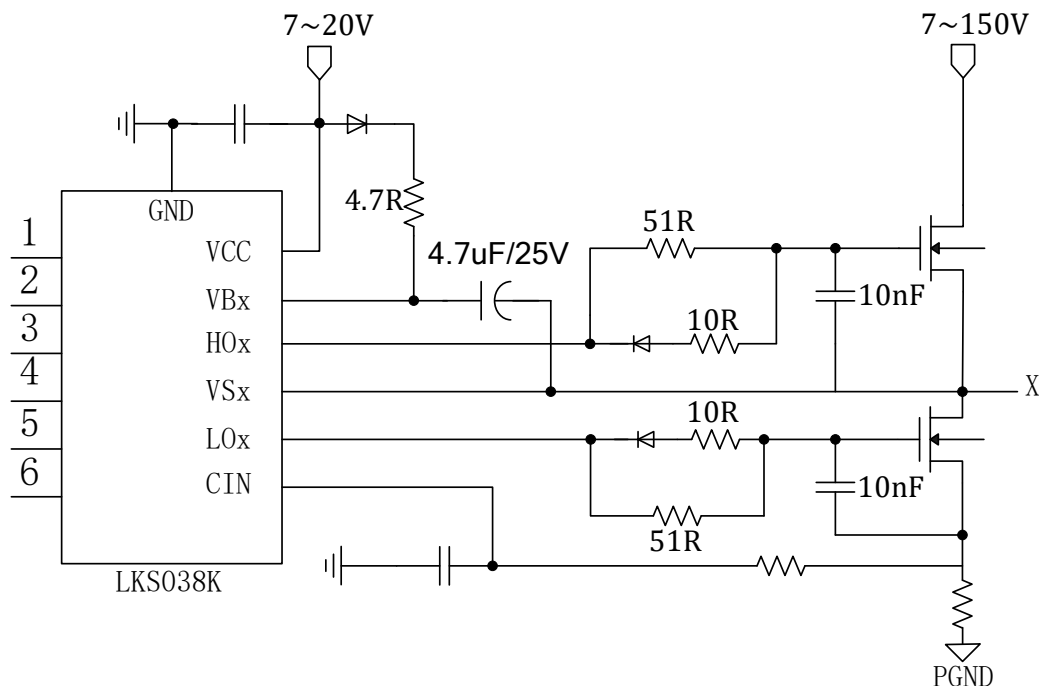 7~20V
7~150V
GND
1
2
3
4
5
6
VCC
VBx
HOx
VSx
LOx
CIN
LKS038K
4.7R
4.7uF/25V
51R
10R
10nF
X
10R
51R
10nF
PGND